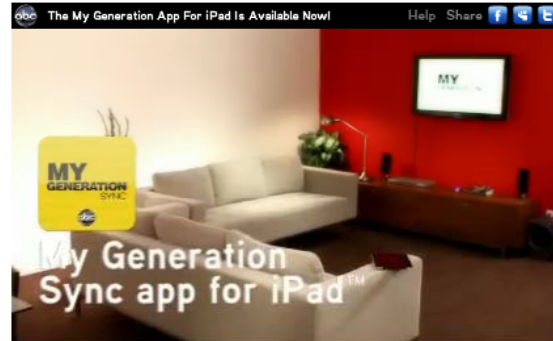 abc The My Generation App For iPad Is Available Now! Help Share
MY
GENERATION
MY
GENERATION
SYNC
abc
My Generation
Sync app for iPad™